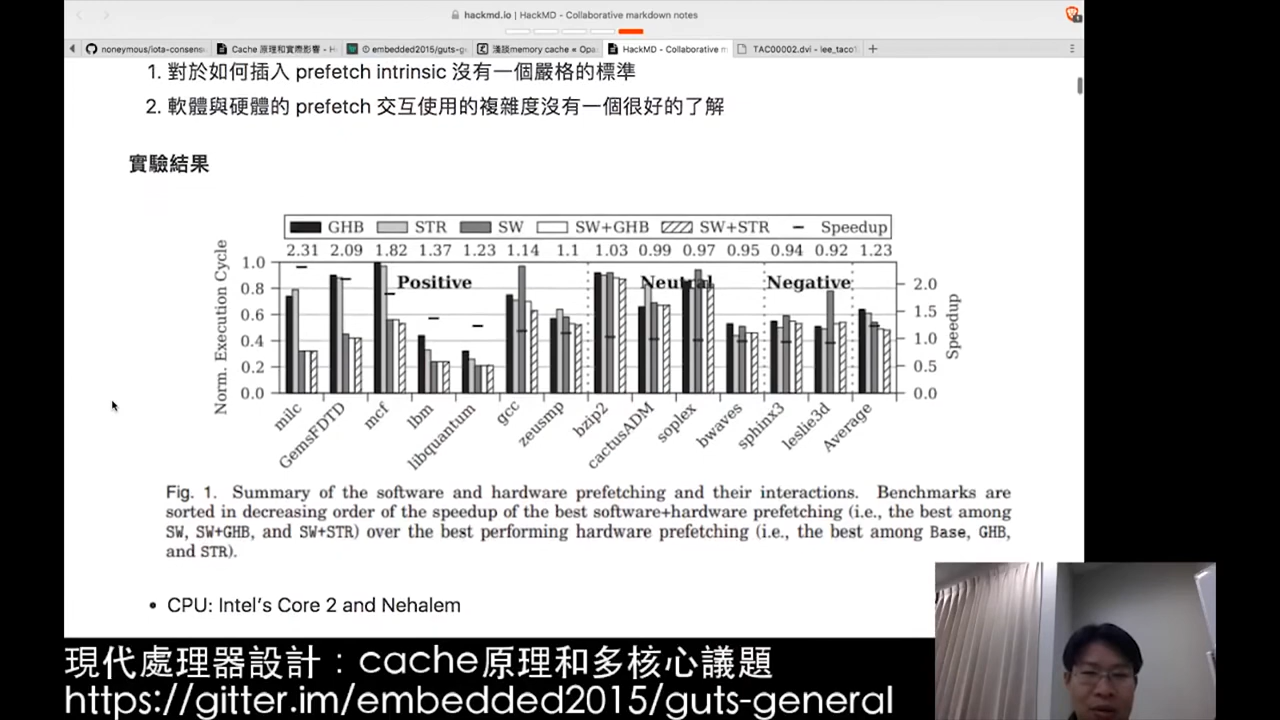 hackmd.io | HackMD - Collaborative markdown notes
noneymous/iota-consens
Cache 原理和實際影響 - H
embedded2015/guts-g
淺談memory cache « Opa
HackMD - Collaborative m
TAC00002.dvi - lee_taco1
1. 對於如何插入 prefetch intrinsic 沒有一個嚴格的標準
2. 軟體與硬體的 prefetch 交互使用的複雜度沒有一個很好的了解
實驗結果
GHB STR SW SW+GHB SW+STR Speedup
2.31 2.09 1.82 1.37 1.23 1.14 1.1 1.03 0.99 0.97 0.95 0.94 0.92 1.23
Norm. Execution Cycle
1.0
0.8
0.6
0.4
0.2
0.0
Positive Neutral Negative
2.0
1.5
1.0
0.5
0.0
Speedup
milc GemsFDTD mcf lbm libquantum gcc zeusmp bzip2 cactusADM soplex bwaves sphinx3 leslie3d Average
Fig. 1. Summary of the software and hardware prefetching and their interactions. Benchmarks are
sorted in decreasing order of the speedup of the best software+hardware prefetching (i.e., the best among
SW, SW+GHB, and SW+STR) over the best performing hardware prefetching (i.e., the best among Base, GHB,
and STR).
• CPU: Intel's Core 2 and Nehalem
現代處理器設計：cache原理和多核心議題
https://gitter.im/embedded2015/guts-general